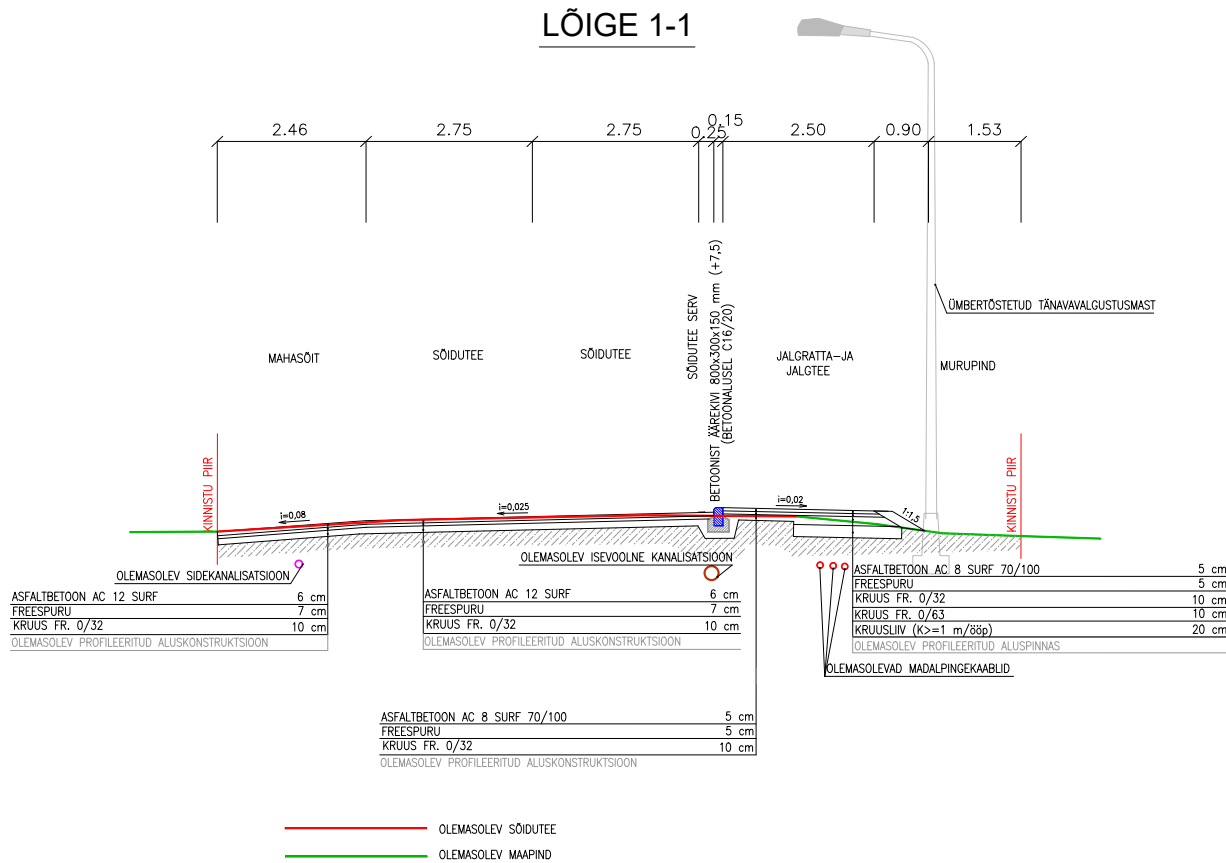 LÕIGE 1-1
2.46
2.75
2.75
0.25
0.15
2.50
0.90
1.53
MAHASÕIT
SÕIDUTEE
SÕIDUTEE
SÕIDUTEE SERV
BETOONIST ÄÄREKIVI 800x300x150 mm (+7,5)
(BETOONALUSEL C16/20)
JALGRATTA-JA
JALGTEE
MURUPIND
ÜMBERTÕSTETUD TÄNAVAVALGUSTUSMAST
KINNISTU PIIR
KINNISTU PIIR
i=0,08
i=0,025
i=0,02
1:1,5
OLEMASOLEV SIDEKANALISATSIOON
OLEMASOLEV ISEVOOLNE KANALISATSIOON
ASFALTBETOON AC 12 SURF 6 cm
FREESPURU 7 cm
KRUUS FR. 0/32 10 cm
OLEMASOLEV PROFILEERITUD ALUSKONSTRUKTSIOON
ASFALTBETOON AC 12 SURF 6 cm
FREESPURU 7 cm
KRUUS FR. 0/32 10 cm
OLEMASOLEV PROFILEERITUD ALUSKONSTRUKTSIOON
ASFALTBETOON AC 8 SURF 70/100 5 cm
FREESPURU 5 cm
KRUUS FR. 0/32 10 cm
KRUUS FR. 0/63 10 cm
KRUUSLIIV (K>=1 m/ööp) 20 cm
OLEMASOLEV PROFILEERITUD ALUSPINNAS
OLEMASOLEVAD MADALPINGEKAABLID
ASFALTBETOON AC 8 SURF 70/100 5 cm
FREESPURU 5 cm
KRUUS FR. 0/32 10 cm
OLEMASOLEV PROFILEERITUD ALUSKONSTRUKTSIOON
OLEMASOLEV SÕIDUTEE
OLEMASOLEV MAAPIND